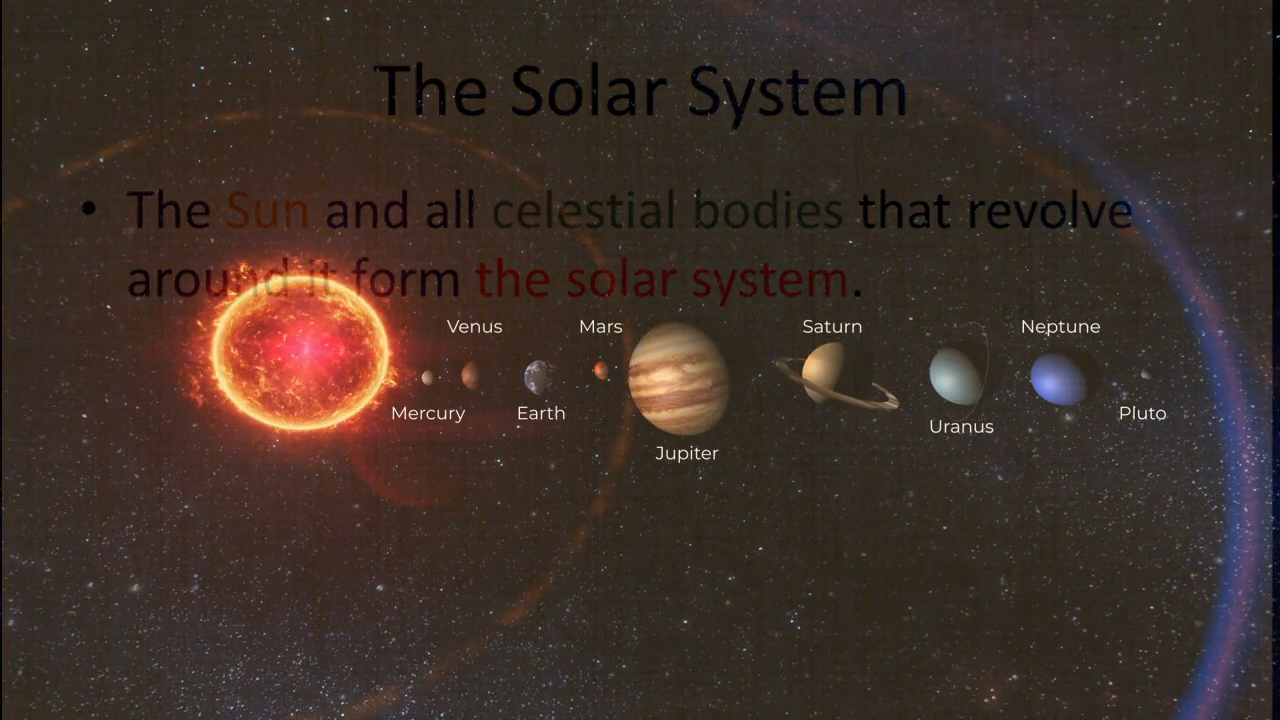 The Solar System
• The Sun and all celestial bodies that revolve
around it form the solar system.
Venus Mars Saturn Neptune
Mercury Earth Uranus Pluto
Jupiter